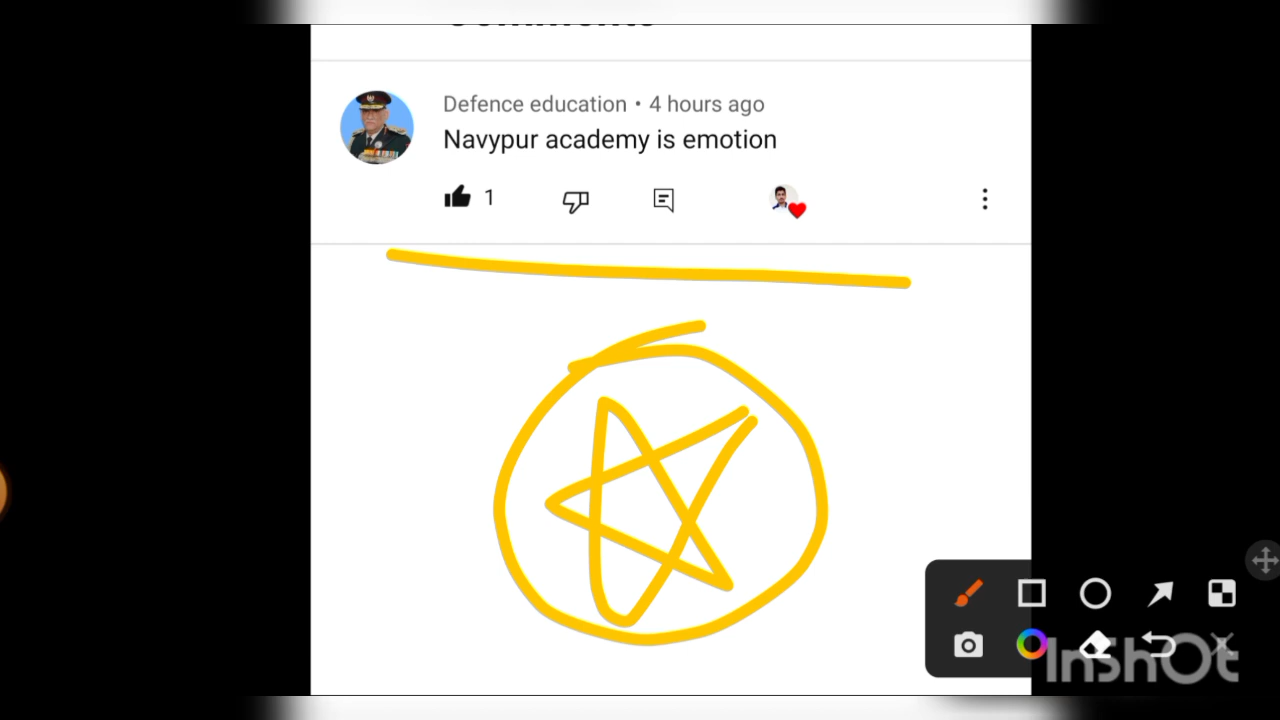 Defence education • 4 hours ago
Navypur academy is emotion
1
InShOt